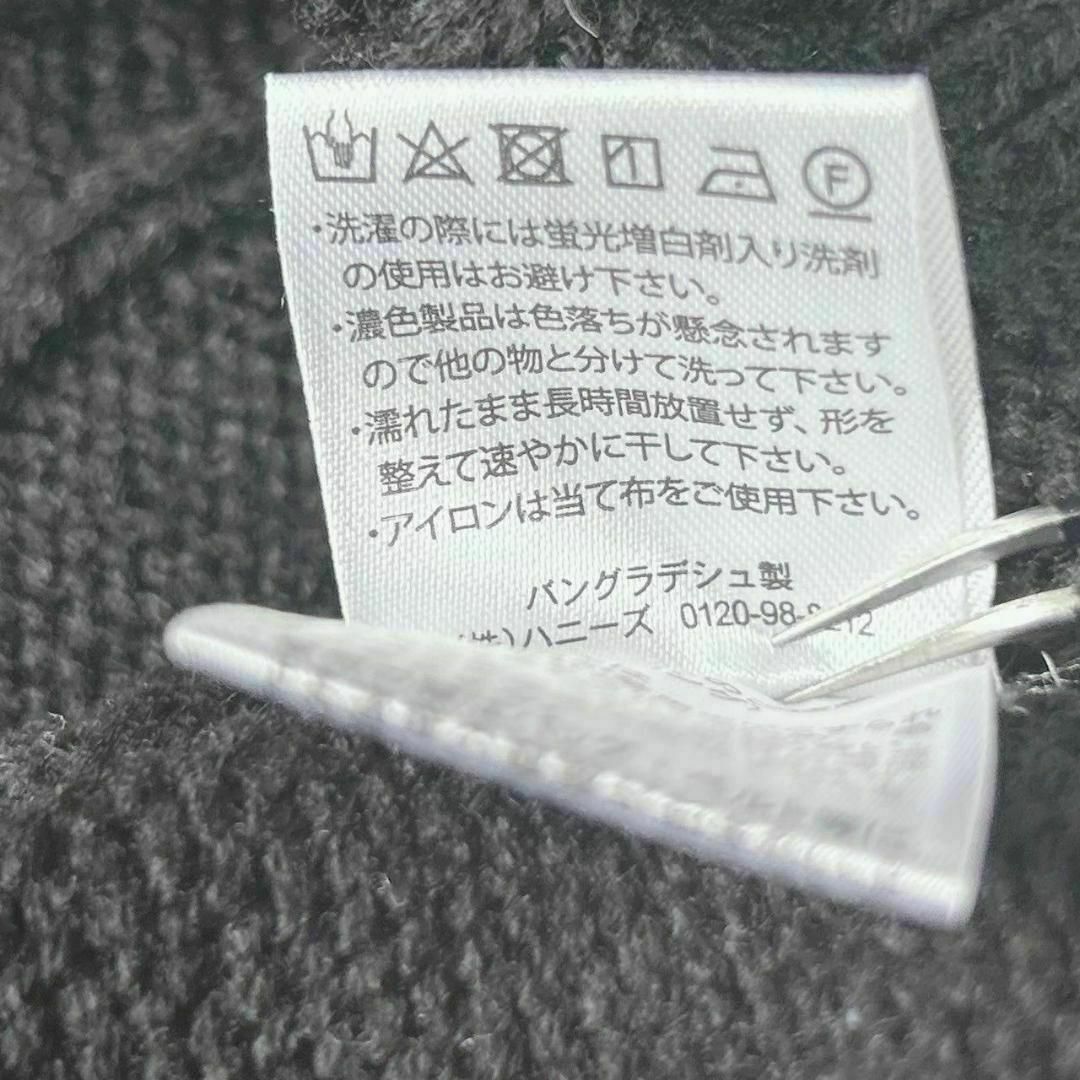 ・洗濯の際には蛍光増白剤入り洗剤
の使用はお避け下さい。
・濃色製品は色落ちが懸念されます
ので他の物と分けて洗って下さい。
・濡れたまま長時間放置せず、形を
整えて速やかに干して下さい。
・アイロンは当て布をご使用下さい。
バングラデシュ製
(株)ハニーズ 0120-98-
F